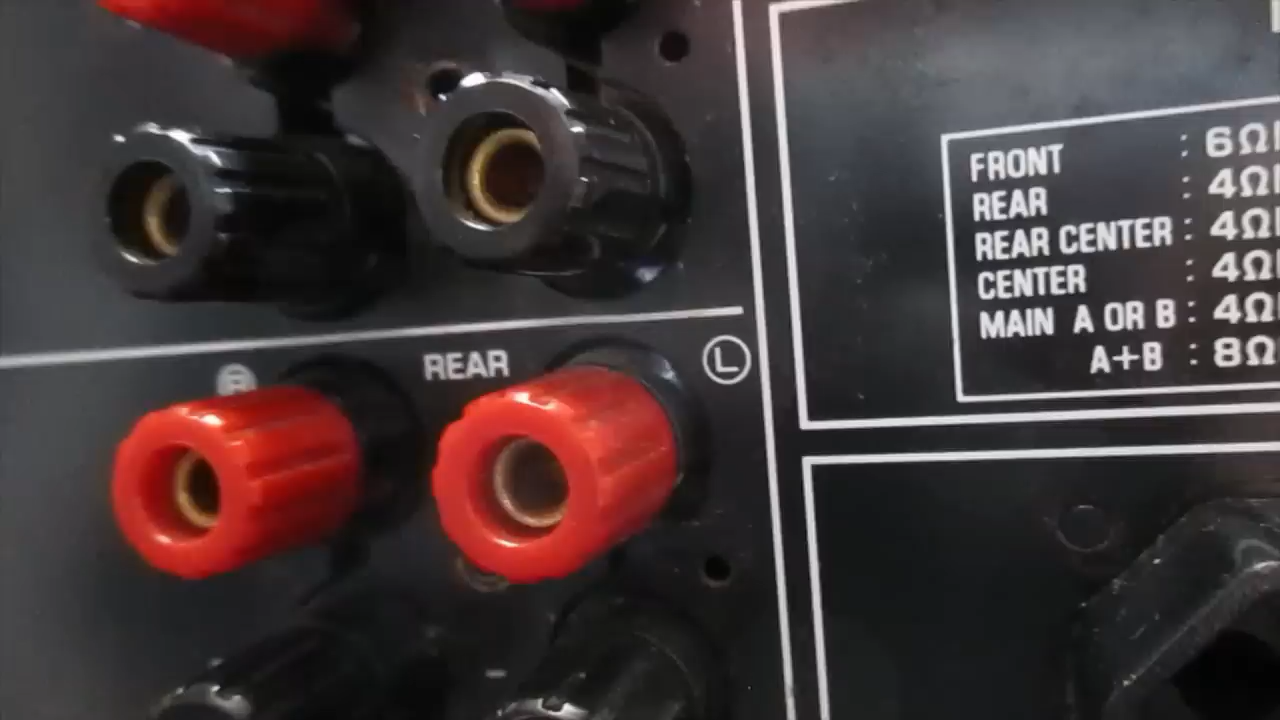 FRONT : 6Ω
REAR : 4Ω
REAR CENTER : 4Ω
CENTER : 4Ω
MAIN A OR B : 4Ω
A+B : 8Ω
R REAR L
-